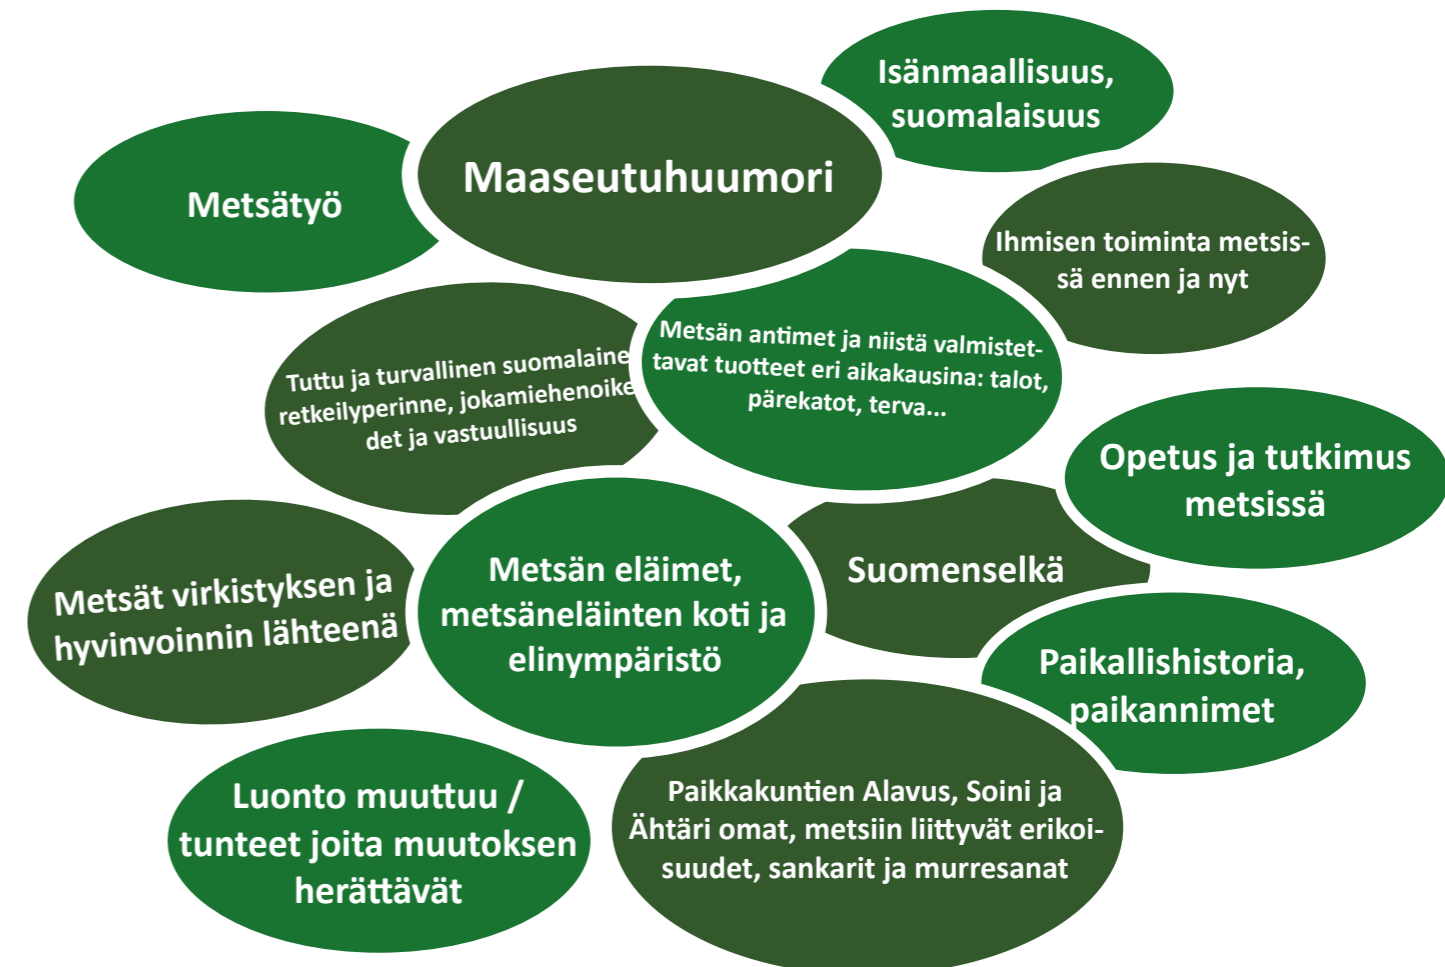 Isänmaallisuus,
suomalaisuus
Maaseutuhuumori
Metsätyö
Ihmisen toiminta metsis-
sä ennen ja nyt
Metsän antimet ja niistä valmistet-
tavat tuotteet eri aikakausina: talot,
pärekatot, terva...
Tuttu ja turvallinen suomalaine
retkeilyperinne, jokamiehenoike
det ja vastuullisuus
Opetus ja tutkimus
metsissä
Suomenselkä
Metsän eläimet,
metsäneläinten koti ja
elinympäristö
Metsät virkistyksen ja
hyvinvoinnin lähteenä
Paikallishistoria,
paikannimet
Luonto muuttuu /
tunteet joita muutoksen
herättävät
Paikkakuntien Alavus, Soini ja
Ähtäri omat, metsiin liittyvät erikoi-
suudet, sankarit ja murresanat